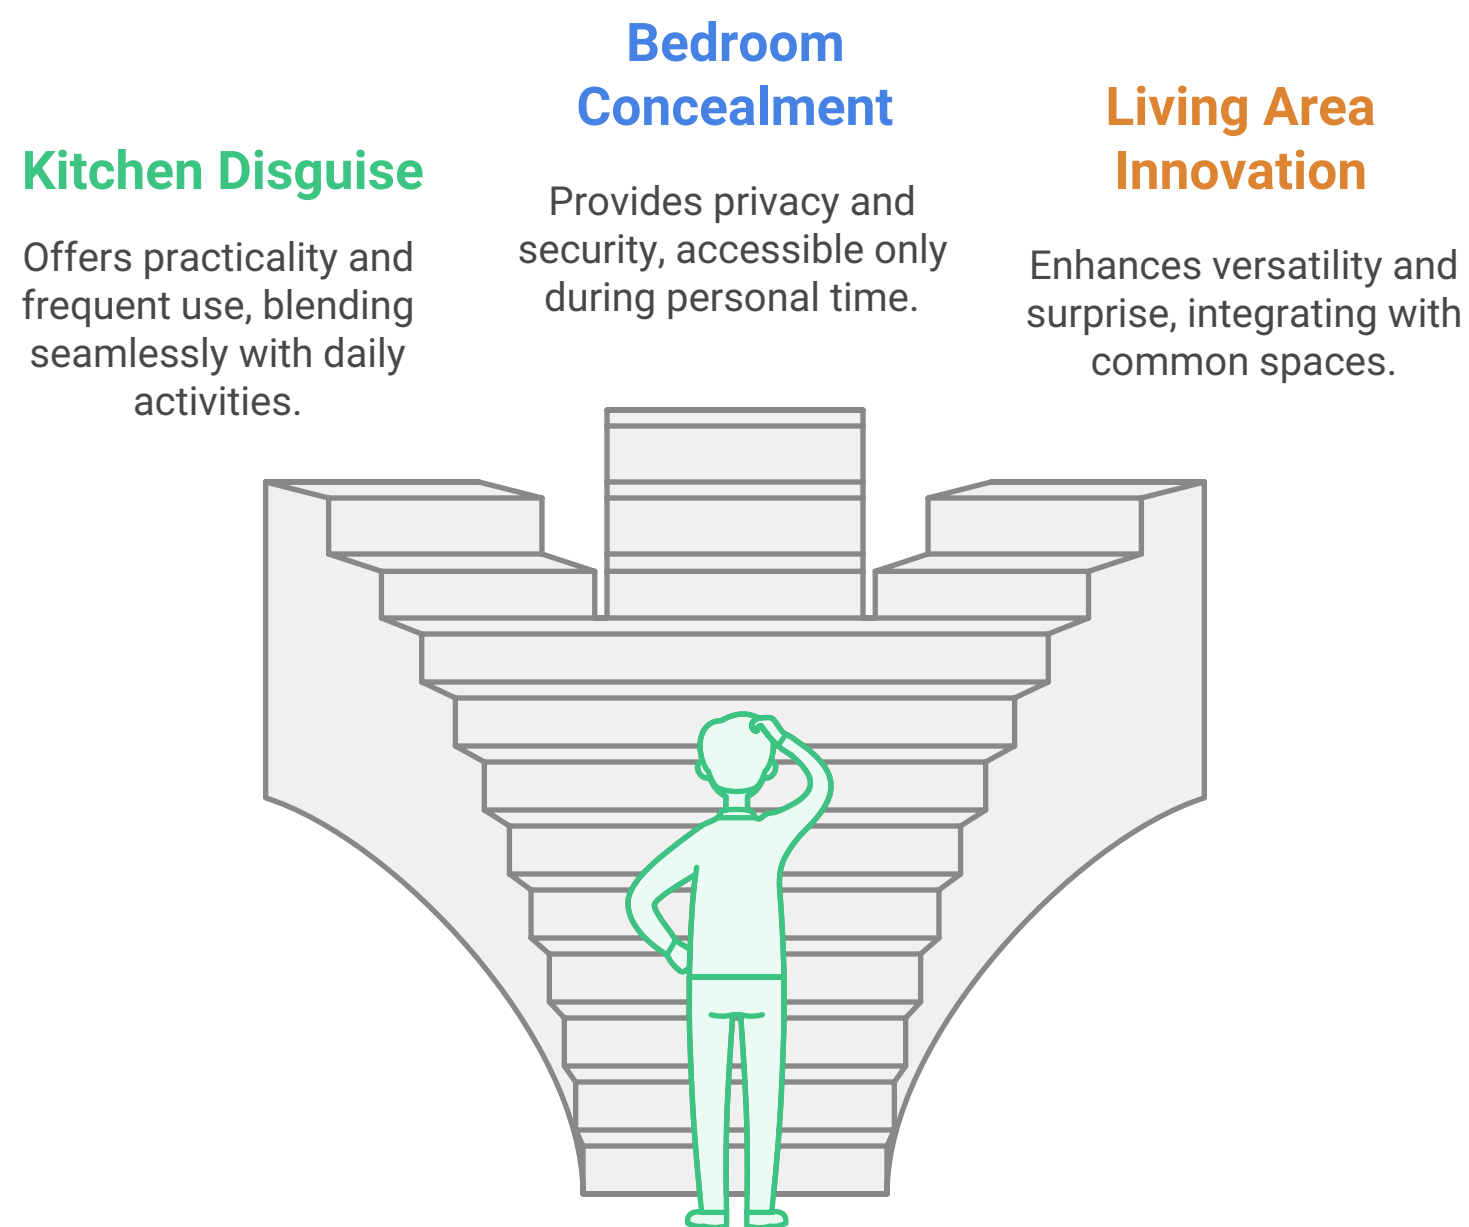 Kitchen Disguise
Offers practicality and
frequent use, blending
seamlessly with daily
activities.
Bedroom
Concealment
Provides privacy and
security, accessible only
during personal time.
Living Area
Innovation
Enhances versatility and
surprise, integrating with
common spaces.